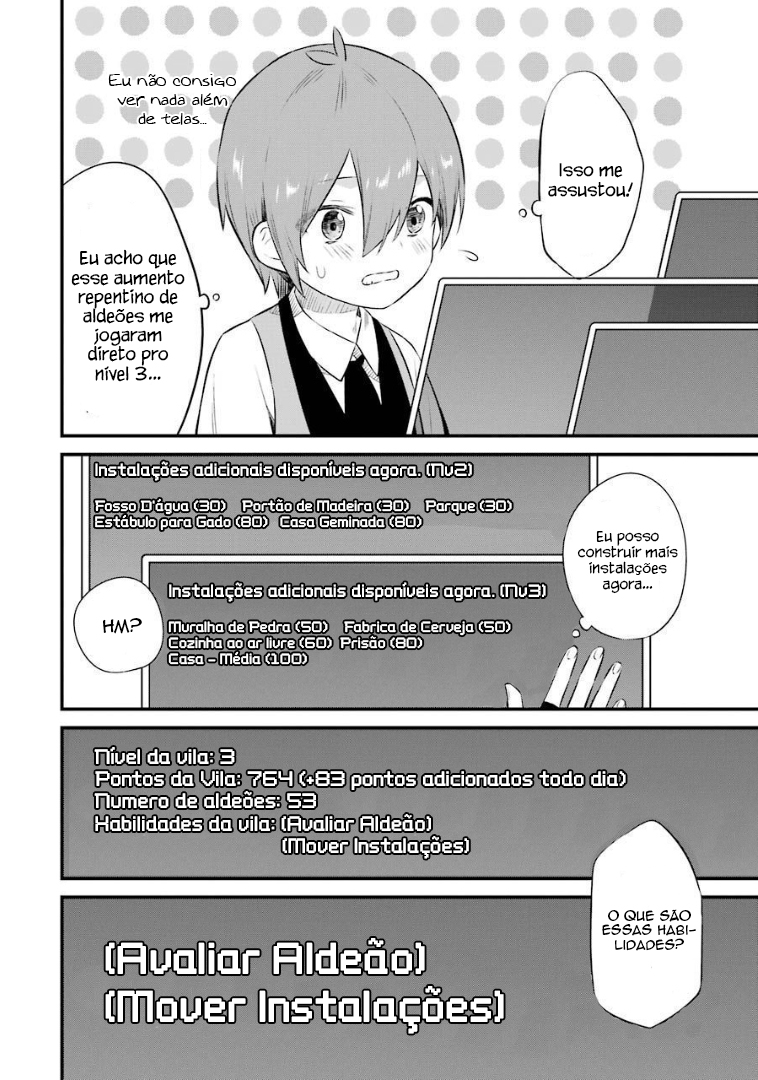 Isso me
assustou!
Eu não consigo
ver nada além
de telas...
Eu acho que
esse aumento
repentino de
aldeões me
jogaram
direto pro
nível 3...
Instalações adicionais disponíveis agora. (Nv2)
Fosso D'água (30) Portão de Madeira (30) Parque (30)
Estábulo para Gado (80) Casa Geminada (80)
Eu posso
construir mais
instalações
agora...
Instalações adicionais disponíveis agora. (Nv3)
Muralha de Pedra (50) Fabrica de Cerveja (50)
Cozinha ao ar livre (60) Prisão (80)
Casa - Média (100)
HM?
Nível da vila: 3
Pontos da Vila: 764 (+83 pontos adicionados todo dia)
Numero de aldeões: 53
Habilidades da vila: (Avaliar Aldeão)
(Mover Instalações)
O QUE SÃO
ESSAS HABI-
LIDADES?
(Avaliar Aldeão)
(Mover Instalações)